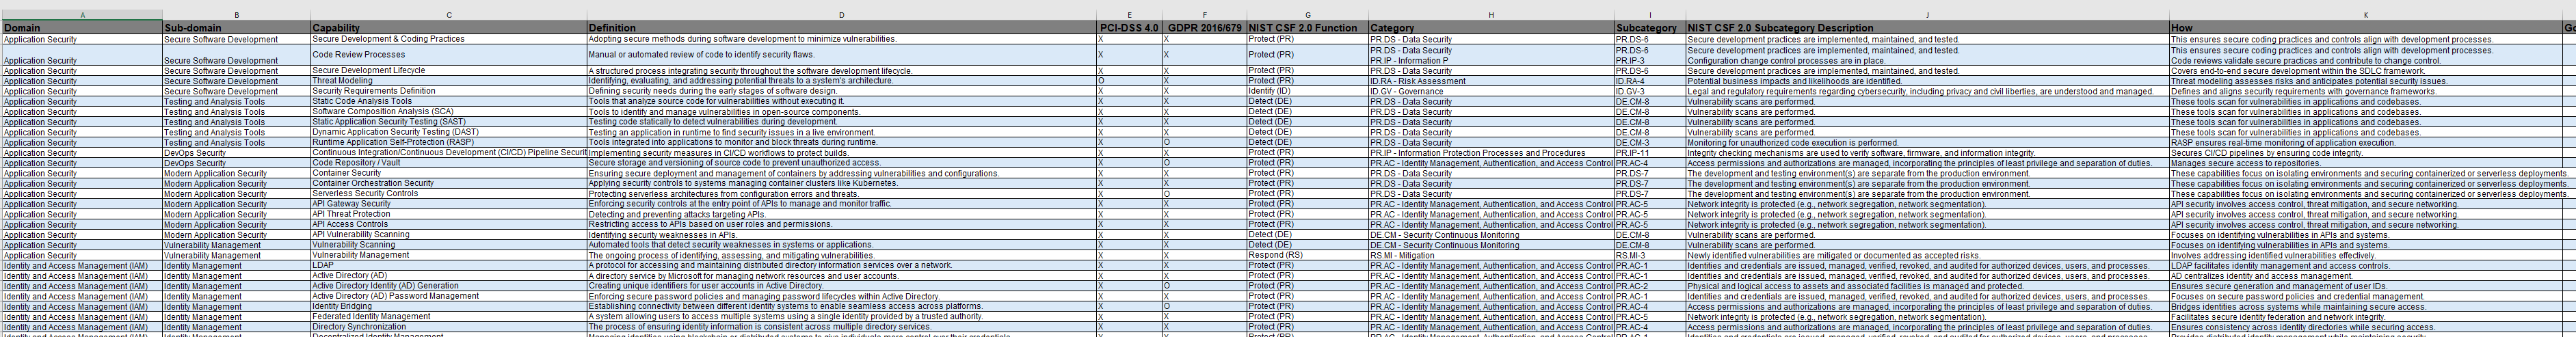 A B C D E F G H I J K
Domain Sub-domain Capability Definition PCI-DSS 4.0 GDPR 2016/679 NIST CSF 2.0 Function Category Subcategory NIST CSF 2.0 Subcategory Description How
Application Security Secure Software Development Secure Development & Coding Practices Adopting secure methods during software development to minimize vulnerabilities. X X Protect (PR) PR.DS - Data Security PR.DS-6 Secure development practices are implemented, maintained, and tested. This ensures secure coding practices and controls align with development processes.
PR.DS - Data Security PR.DS-6 Secure development practices are implemented, maintained, and tested. This ensures secure coding practices and controls align with development processes.
Application Security Secure Software Development Code Review Processes Manual or automated review of code to identify security flaws. X X Protect (PR) PR.IP - Information P PR.IP-3 Configuration change control processes are in place. Code reviews validate secure practices and contribute to change control.
Application Security Secure Software Development Secure Development Lifecycle A structured process integrating security throughout the software development lifecycle. X X Protect (PR) PR.DS - Data Security PR.DS-6 Secure development practices are implemented, maintained, and tested. Covers end-to-end secure development within the SDLC framework.
Application Security Secure Software Development Threat Modeling Identifying, evaluating, and addressing potential threats to a system's architecture. O X Protect (PR) ID.RA - Risk Assessment ID.RA-4 Potential business impacts and likelihoods are identified. Threat modeling assesses risks and anticipates potential security issues.
Application Security Secure Software Development Security Requirements Definition Defining security needs during the early stages of software design. X X Identify (ID) ID.GV - Governance ID.GV-3 Legal and regulatory requirements regarding cybersecurity, including privacy and civil liberties, are understood and managed. Defines and aligns security requirements with governance frameworks.
Application Security Testing and Analysis Tools Static Code Analysis Tools Tools that analyze source code for vulnerabilities without executing it. X X Detect (DE) PR.DS - Data Security DE.CM-8 Vulnerability scans are performed. These tools scan for vulnerabilities in applications and codebases.
Application Security Testing and Analysis Tools Software Composition Analysis (SCA) Tools to identify and manage vulnerabilities in open-source components. X X Detect (DE) PR.DS - Data Security DE.CM-8 Vulnerability scans are performed. These tools scan for vulnerabilities in applications and codebases.
Application Security Testing and Analysis Tools Static Application Security Testing (SAST) Testing code statically to detect vulnerabilities during development. X X Detect (DE) PR.DS - Data Security DE.CM-8 Vulnerability scans are performed. These tools scan for vulnerabilities in applications and codebases.
Application Security Testing and Analysis Tools Dynamic Application Security Testing (DAST) Testing an application in runtime to find security issues in a live environment. X X Detect (DE) PR.DS - Data Security DE.CM-8 Vulnerability scans are performed. These tools scan for vulnerabilities in applications and codebases.
Application Security Testing and Analysis Tools Runtime Application Self-Protection (RASP) Tools integrated into applications to monitor and block threats during runtime. X O Detect (DE) PR.DS - Data Security DE.CM-3 Monitoring for unauthorized code execution is performed. RASP ensures real-time monitoring of application execution.
Application Security DevOps Security Continuous Integration/Continuous Development (CI/CD) Pipeline Securit Implementing security measures in CI/CD workflows to protect builds. X X Protect (PR) PR.IP - Information Protection Processes and Procedures PR.IP-11 Integrity checking mechanisms are used to verify software, firmware, and information integrity. Secures CI/CD pipelines by ensuring code integrity.
Application Security DevOps Security Code Repository / Vault Secure storage and versioning of source code to prevent unauthorized access. X O Protect (PR) PR.AC - Identity Management, Authentication, and Access Control PR.AC-4 Access permissions and authorizations are managed, incorporating the principles of least privilege and separation of duties. Manages secure access to repositories.
Application Security Modern Application Security Container Security Ensuring secure deployment and management of containers by addressing vulnerabilities and configurations. X X Protect (PR) PR.DS - Data Security PR.DS-7 The development and testing environment(s) are separate from the production environment. These capabilities focus on isolating environments and securing containerized or serverless deployments.
Application Security Modern Application Security Container Orchestration Security Applying security controls to systems managing container clusters like Kubernetes. X X Protect (PR) PR.DS - Data Security PR.DS-7 The development and testing environment(s) are separate from the production environment. These capabilities focus on isolating environments and securing containerized or serverless deployments.
Application Security Modern Application Security Serverless Security Controls Protecting serverless architectures from configuration errors and threats. X O Protect (PR) PR.DS - Data Security PR.DS-7 The development and testing environment(s) are separate from the production environment. These capabilities focus on isolating environments and securing containerized or serverless deployments.
Application Security Modern Application Security API Gateway Security Enforcing security controls at the entry point of APIs to manage and monitor traffic. X X Protect (PR) PR.AC - Identity Management, Authentication, and Access Control PR.AC-5 Network integrity is protected (e.g., network segregation, network segmentation). API security involves access control, threat mitigation, and secure networking.
Application Security Modern Application Security API Threat Protection Detecting and preventing attacks targeting APIs. X X Protect (PR) PR.AC - Identity Management, Authentication, and Access Control PR.AC-5 Network integrity is protected (e.g., network segregation, network segmentation). API security involves access control, threat mitigation, and secure networking.
Application Security Modern Application Security API Access Controls Restricting access to APIs based on user roles and permissions. X X Protect (PR) PR.AC - Identity Management, Authentication, and Access Control PR.AC-5 Network integrity is protected (e.g., network segregation, network segmentation). API security involves access control, threat mitigation, and secure networking.
Application Security Modern Application Security API Vulnerability Scanning Identifying security weaknesses in APIs. X X Detect (DE) DE.CM - Security Continuous Monitoring DE.CM-8 Vulnerability scans are performed. Focuses on identifying vulnerabilities in APIs and systems.
Application Security Vulnerability Management Vulnerability Scanning Automated tools that detect security weaknesses in systems or applications. X X Detect (DE) DE.CM - Security Continuous Monitoring DE.CM-8 Vulnerability scans are performed. Focuses on identifying vulnerabilities in APIs and systems.
Application Security Vulnerability Management Vulnerability Management The ongoing process of identifying, assessing, and mitigating vulnerabilities. X X Respond (RS) RS.MI - Mitigation RS.MI-3 Newly identified vulnerabilities are mitigated or documented as accepted risks. Involves addressing identified vulnerabilities effectively.
Identity and Access Management (IAM) Identity Management LDAP A protocol for accessing and maintaining distributed directory information services over a network. X X Protect (PR) PR.AC - Identity Management, Authentication, and Access Control PR.AC-1 Identities and credentials are issued, managed, verified, revoked, and audited for authorized devices, users, and processes. LDAP facilitates identity management and access controls.
Identity and Access Management (IAM) Identity Management Active Directory (AD) A directory service by Microsoft for managing network resources and user accounts. X X Protect (PR) PR.AC - Identity Management, Authentication, and Access Control PR.AC-1 Identities and credentials are issued, managed, verified, revoked, and audited for authorized devices, users, and processes. AD centralizes identity and access management.
Identity and Access Management (IAM) Identity Management Active Directory Identity (AD) Generation Creating unique identifiers for user accounts in Active Directory. X O Protect (PR) PR.AC - Identity Management, Authentication, and Access Control PR.AC-2 Physical and logical access to assets and associated facilities is managed and protected. Ensures secure generation and management of user IDs.
Identity and Access Management (IAM) Identity Management Active Directory (AD) Password Management Enforcing secure password policies and managing password lifecycles within Active Directory. X X Protect (PR) PR.AC - Identity Management, Authentication, and Access Control PR.AC-1 Identities and credentials are issued, managed, verified, revoked, and audited for authorized devices, users, and processes. Focuses on secure password policies and credential management.
Identity and Access Management (IAM) Identity Management Identity Bridging Establishing connectivity between different identity systems to enable seamless access across platforms. X O Protect (PR) PR.AC - Identity Management, Authentication, and Access Control PR.AC-4 Access permissions and authorizations are managed, incorporating the principles of least privilege and separation of duties. Bridges identities across systems while maintaining secure access.
Identity and Access Management (IAM) Identity Management Federated Identity Management A system allowing users to access multiple systems using a single identity provided by a trusted authority. X X Protect (PR) PR.AC - Identity Management, Authentication, and Access Control PR.AC-5 Network integrity is protected (e.g., network segregation, network segmentation). Facilitates secure identity federation and network integrity.
Identity and Access Management (IAM) Identity Management Directory Synchronization The process of ensuring identity information is consistent across multiple directory services. X X Protect (PR) PR.AC - Identity Management, Authentication, and Access Control PR.AC-4 Access permissions and authorizations are managed, incorporating the principles of least privilege and separation of duties. Ensures consistency across identity directories while securing access.